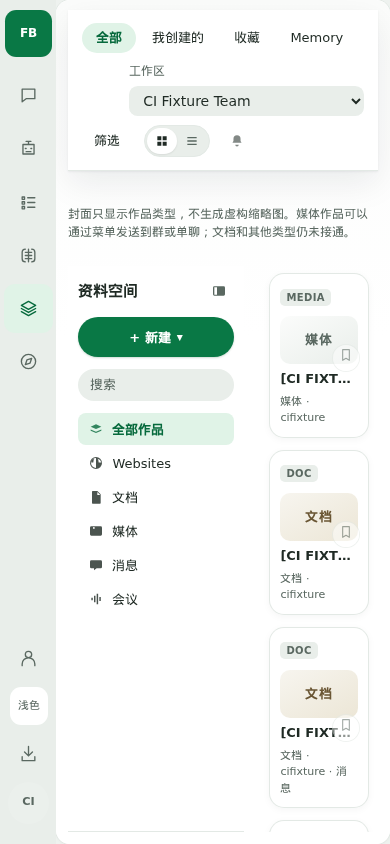 FB
全部 我创建的 收藏 Memory
工作区
CI Fixture Team
筛选
封面只显示作品类型，不生成虚构缩略图。媒体作品可以
通过菜单发送到群或单聊；文档和其他类型仍未接通。
资料空间
+ 新建 ▾
搜索
全部作品
Websites
文档
媒体
消息
会议
MEDIA
媒体
[CI FIXT...
媒体 ·
cifixture
DOC
文档
[CI FIXT...
文档 ·
cifixture
DOC
文档
[CI FIXT...
文档 ·
cifixture · 消
息
浅色
CI